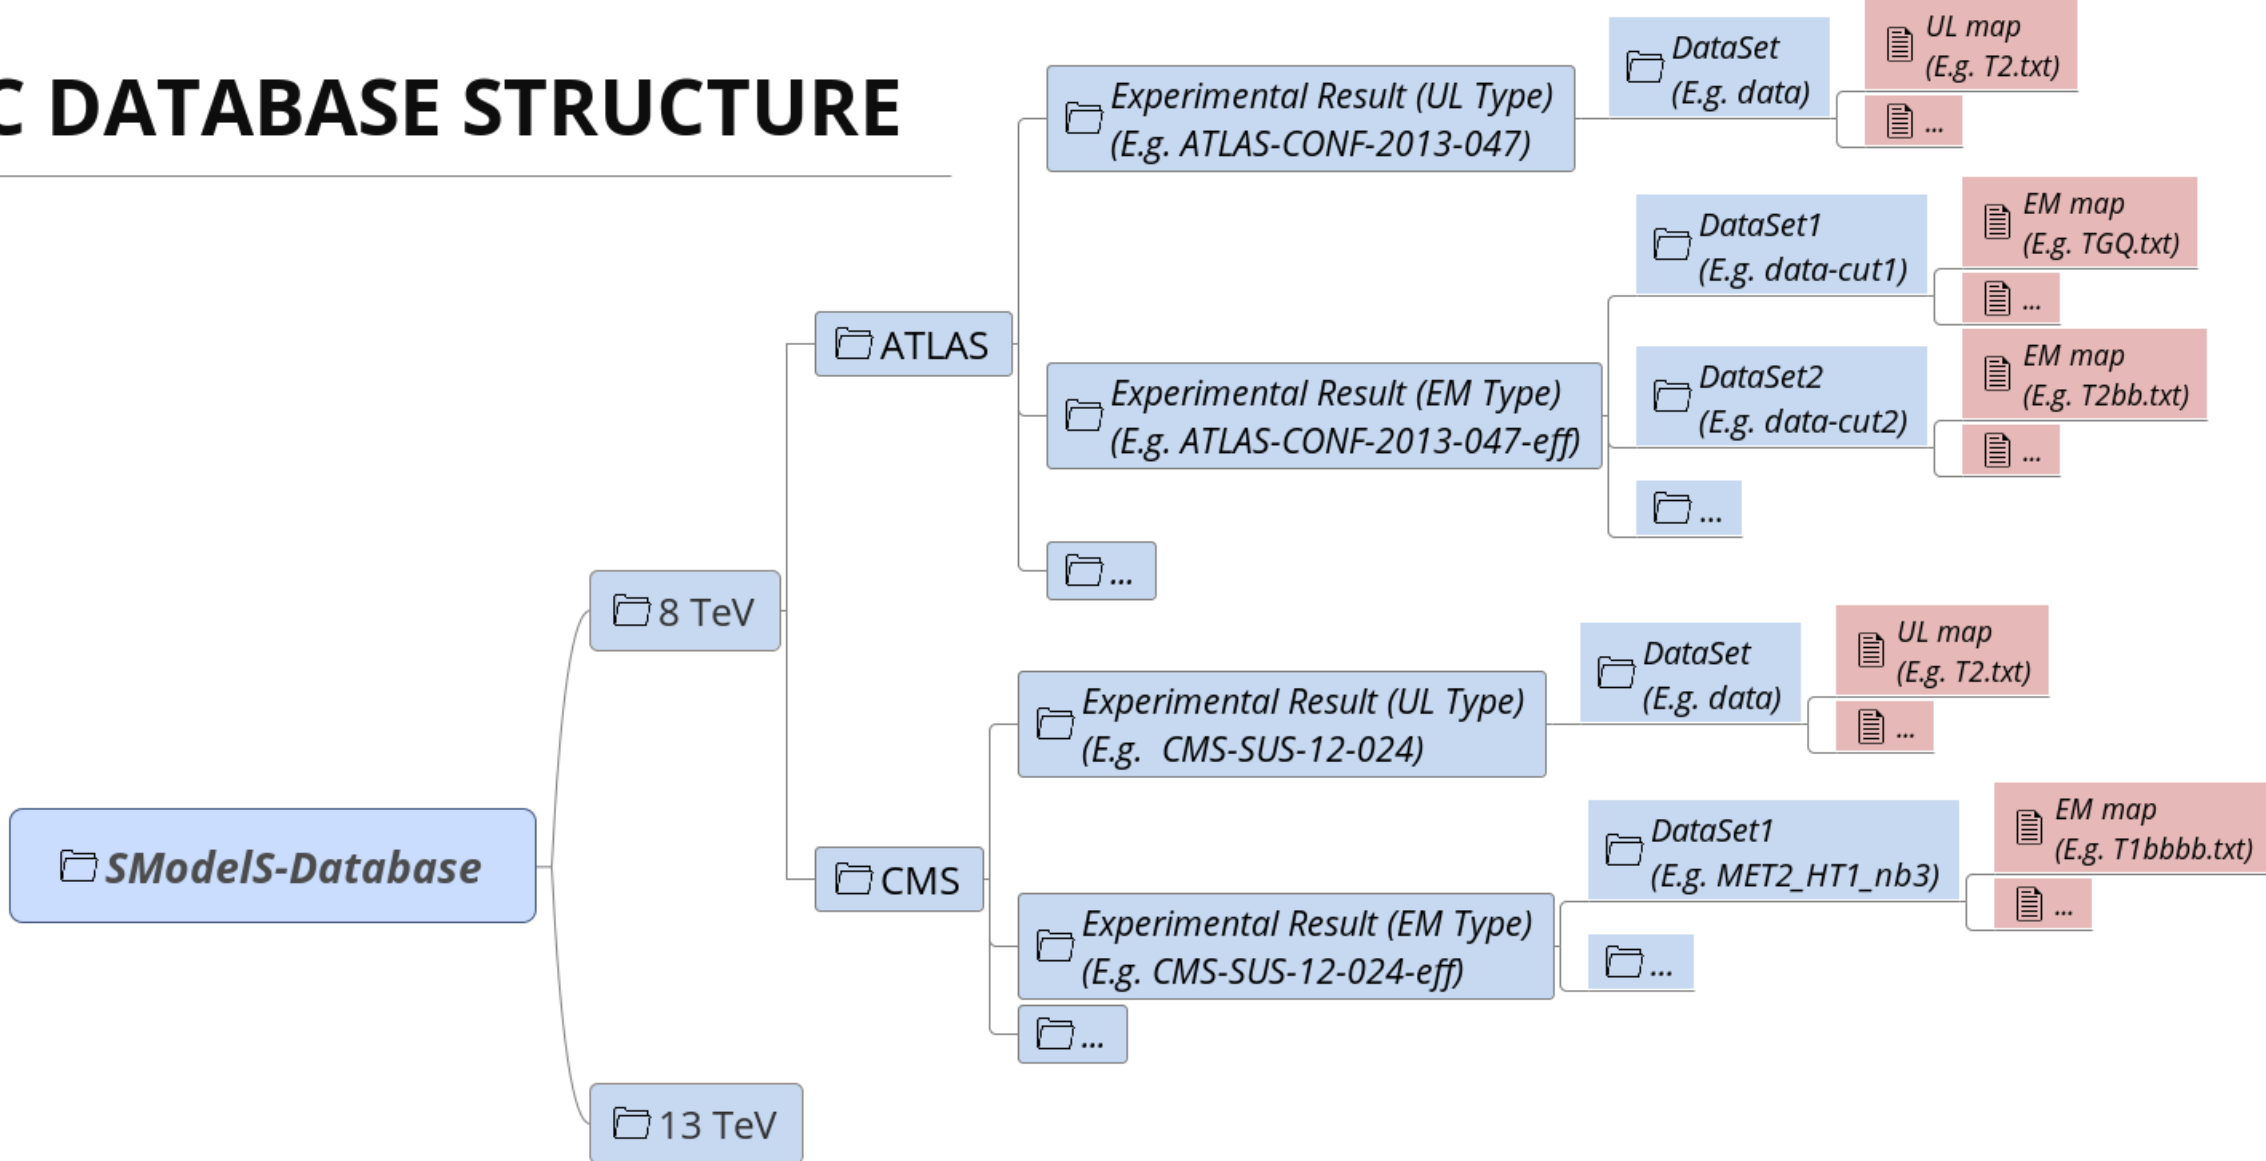 C DATABASE STRUCTURE
SModelS-Database
8 TeV
13 TeV
ATLAS
CMS
Experimental Result (UL Type)
(E.g. ATLAS-CONF-2013-047)
DataSet
(E.g. data)
UL map
(E.g. T2.txt)
...
Experimental Result (EM Type)
(E.g. ATLAS-CONF-2013-047-eff)
DataSet1
(E.g. data-cut1)
EM map
(E.g. TGQ.txt)
...
DataSet2
(E.g. data-cut2)
EM map
(E.g. T2bb.txt)
...
...
...
Experimental Result (UL Type)
(E.g.  CMS-SUS-12-024)
DataSet
(E.g. data)
UL map
(E.g. T2.txt)
...
Experimental Result (EM Type)
(E.g. CMS-SUS-12-024-eff)
DataSet1
(E.g. MET2_HT1_nb3)
EM map
(E.g. T1bbbb.txt)
...
...
...